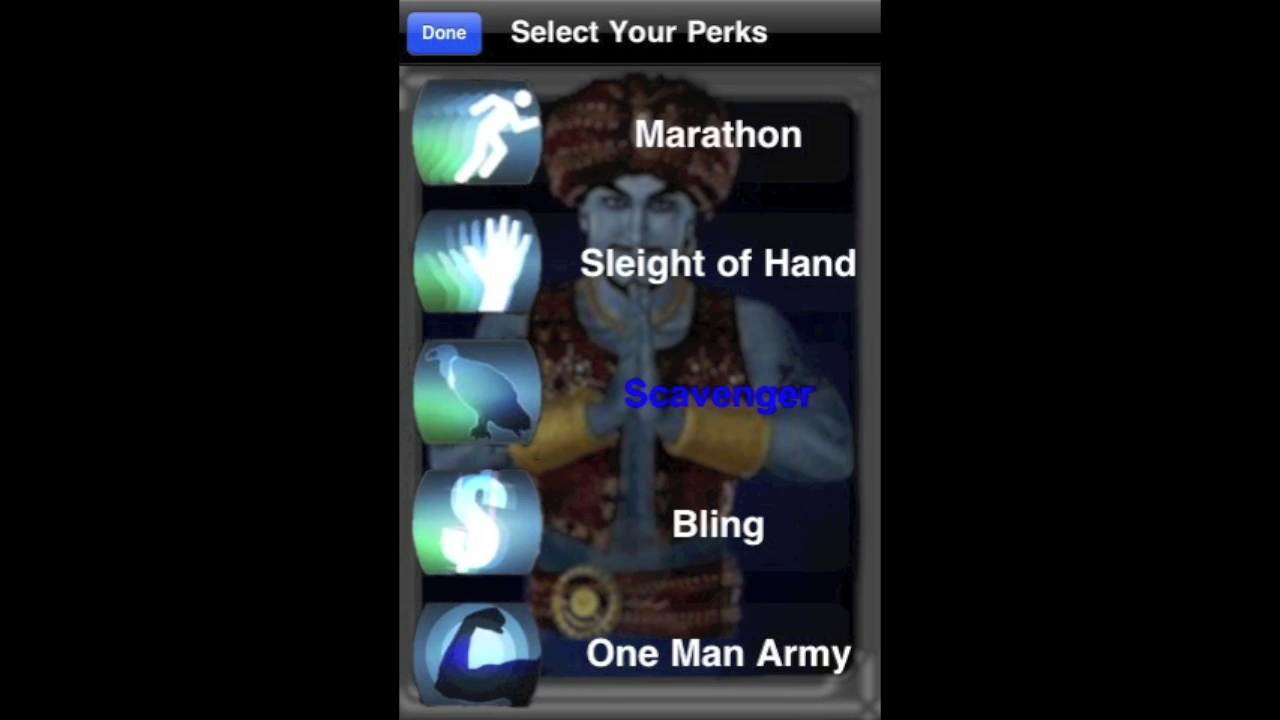 Done
Select Your Perks
Marathon
Sleight of Hand
Scavenger
Bling
One Man Army